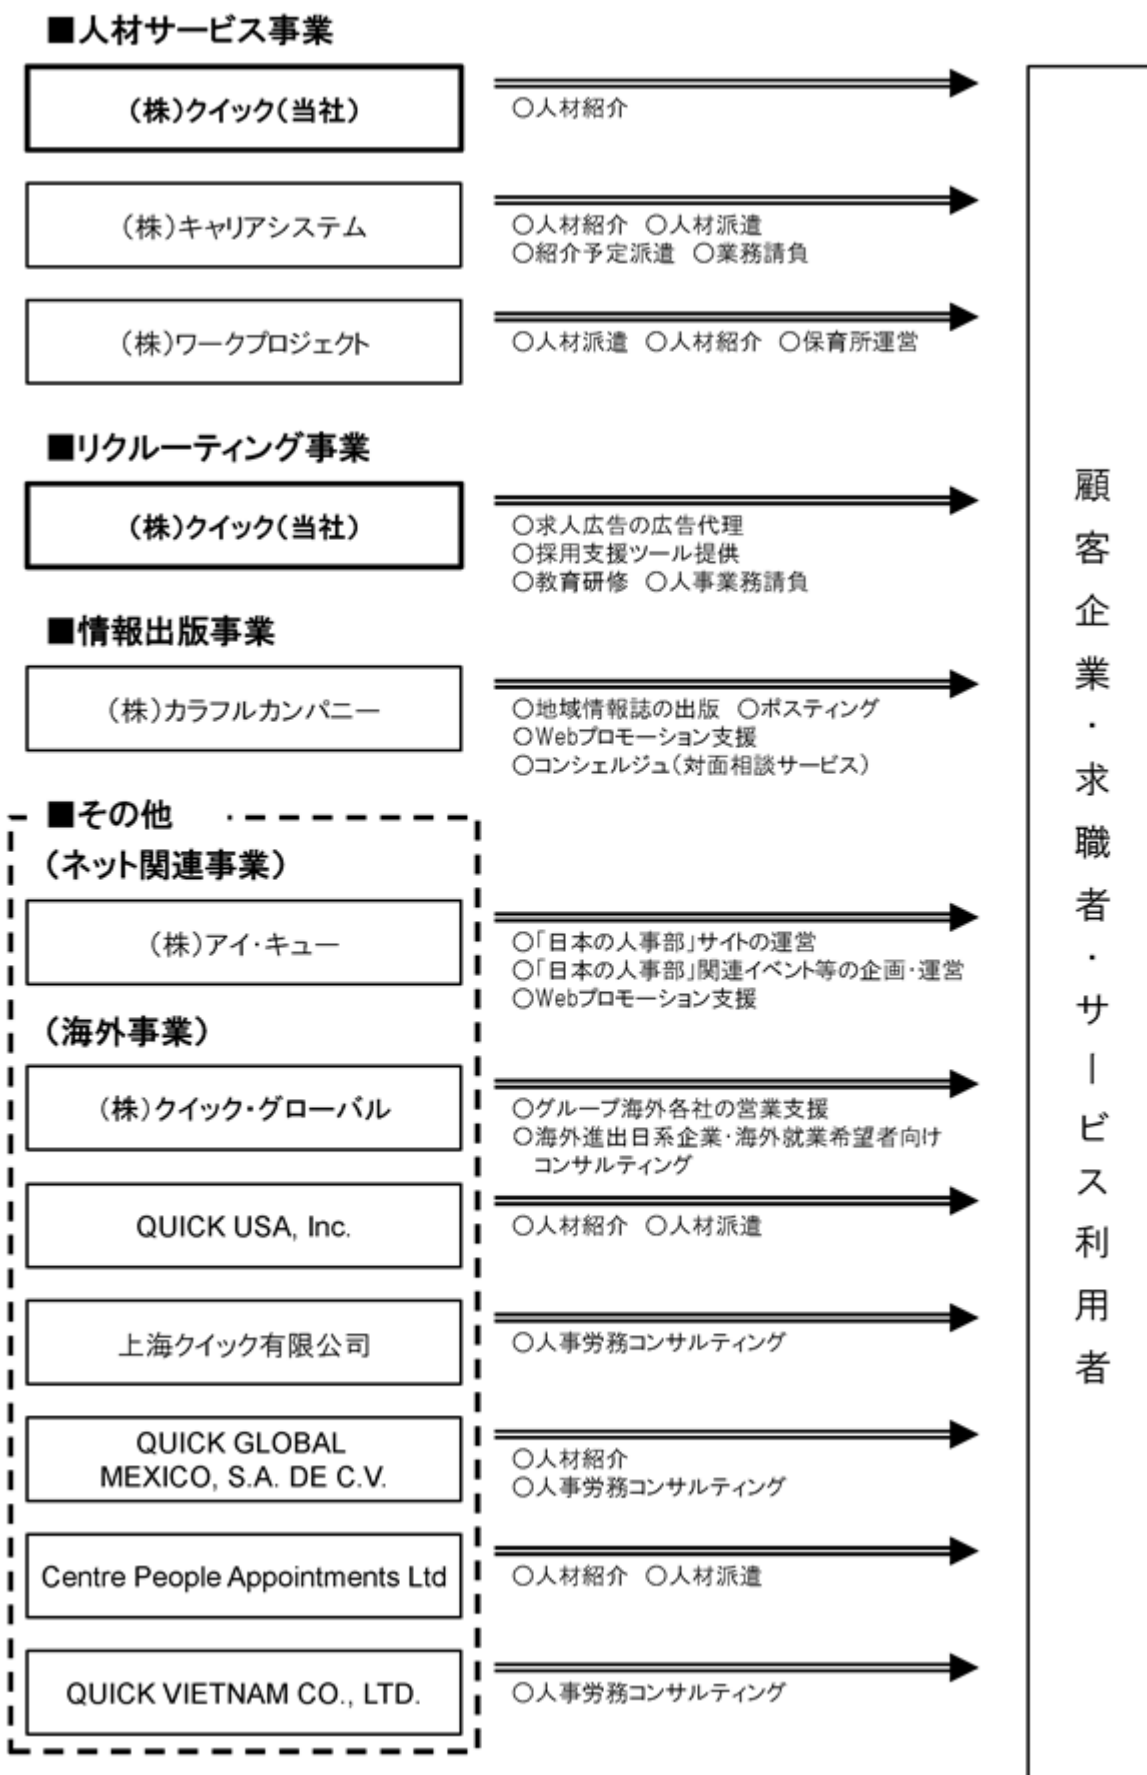 ■人材サービス事業
(株)クイック(当社)
○人材紹介
(株)キャリアシステム
○人材紹介 ○人材派遣
○紹介予定派遣 ○業務請負
(株)ワークプロジェクト
○人材派遣 ○人材紹介 ○保育所運営
■リクルーティング事業
(株)クイック(当社)
○求人広告の広告代理
○採用支援ツール提供
○教育研修 ○人事業務請負
■情報出版事業
(株)カラフルカンパニー
○地域情報誌の出版 ○ポスティング
○Webプロモーション支援
○コンシェルジュ(対面相談サービス)
■その他
(ネット関連事業)
(株)アイ・キュー
○「日本の人事部」サイトの運営
○「日本の人事部」関連イベント等の企画・運営
○Webプロモーション支援
(海外事業)
(株)クイック・グローバル
○グループ海外各社の営業支援
○海外進出日系企業・海外就業希望者向け
コンサルティング
QUICK USA, Inc.
○人材紹介 ○人材派遣
上海クイック有限公司
○人事労務コンサルティング
QUICK GLOBAL
MEXICO, S.A. DE C.V.
○人材紹介
○人事労務コンサルティング
Centre People Appointments Ltd
○人材紹介 ○人材派遣
QUICK VIETNAM CO., LTD.
○人事労務コンサルティング
顧客企業・求職者・サービス利用者